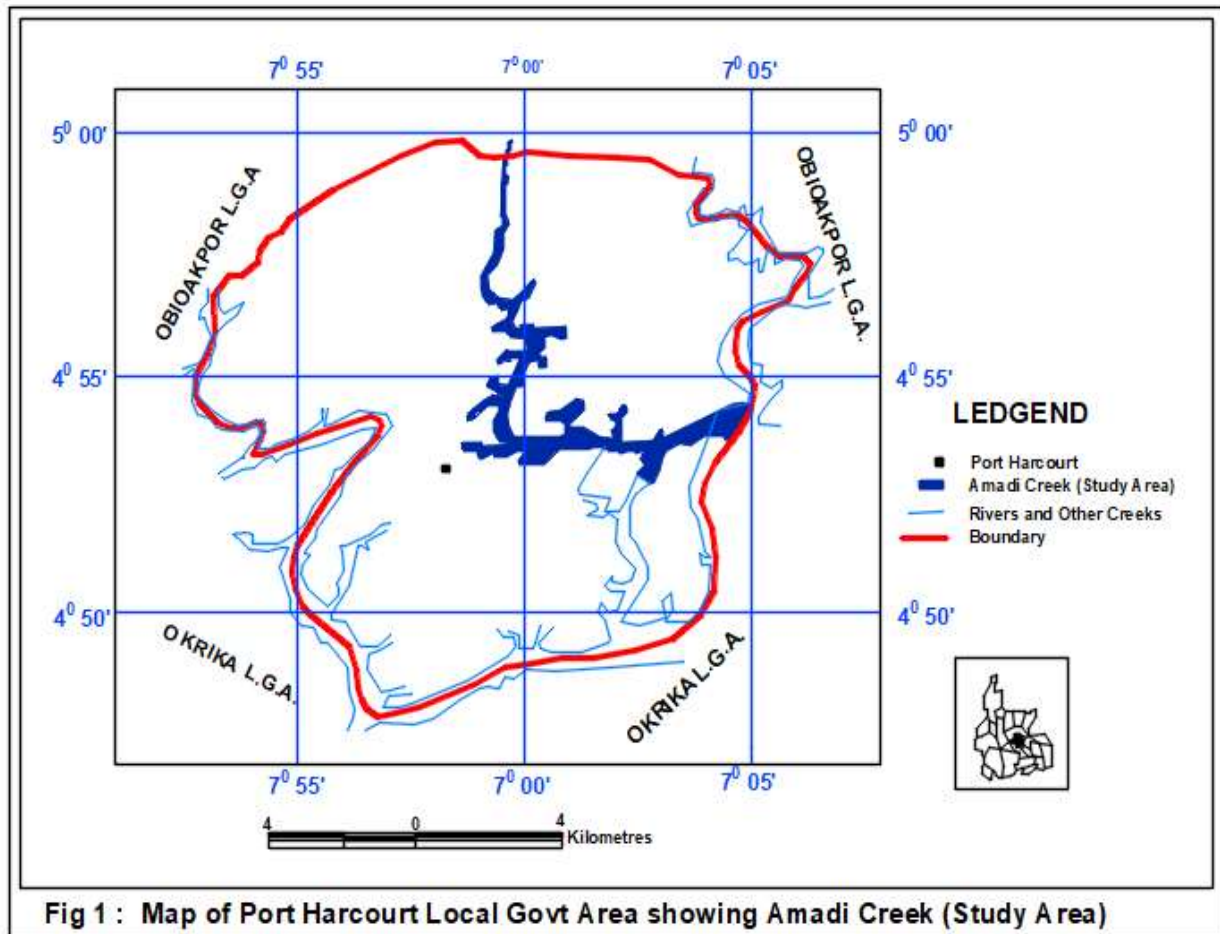 7⁰ 55' 7⁰ 00' 7⁰ 05'
5⁰ 00' 5⁰ 00'
OBIOAKPOR L.G.A
OBIOAKPOR L.G.A.
4⁰ 55' 4⁰ 55'
LEDGEND
Port Harcourt
Amadi Creek (Study Area)
Rivers and Other Creeks
Boundary
4⁰ 50' 4⁰ 50'
OKRIKA L.G.A.
OKRIKA L.G.A.
7⁰ 55' 7⁰ 00' 7⁰ 05'
4 0 4
Kilometres
Fig 1 : Map of Port Harcourt Local Govt Area showing Amadi Creek (Study Area)